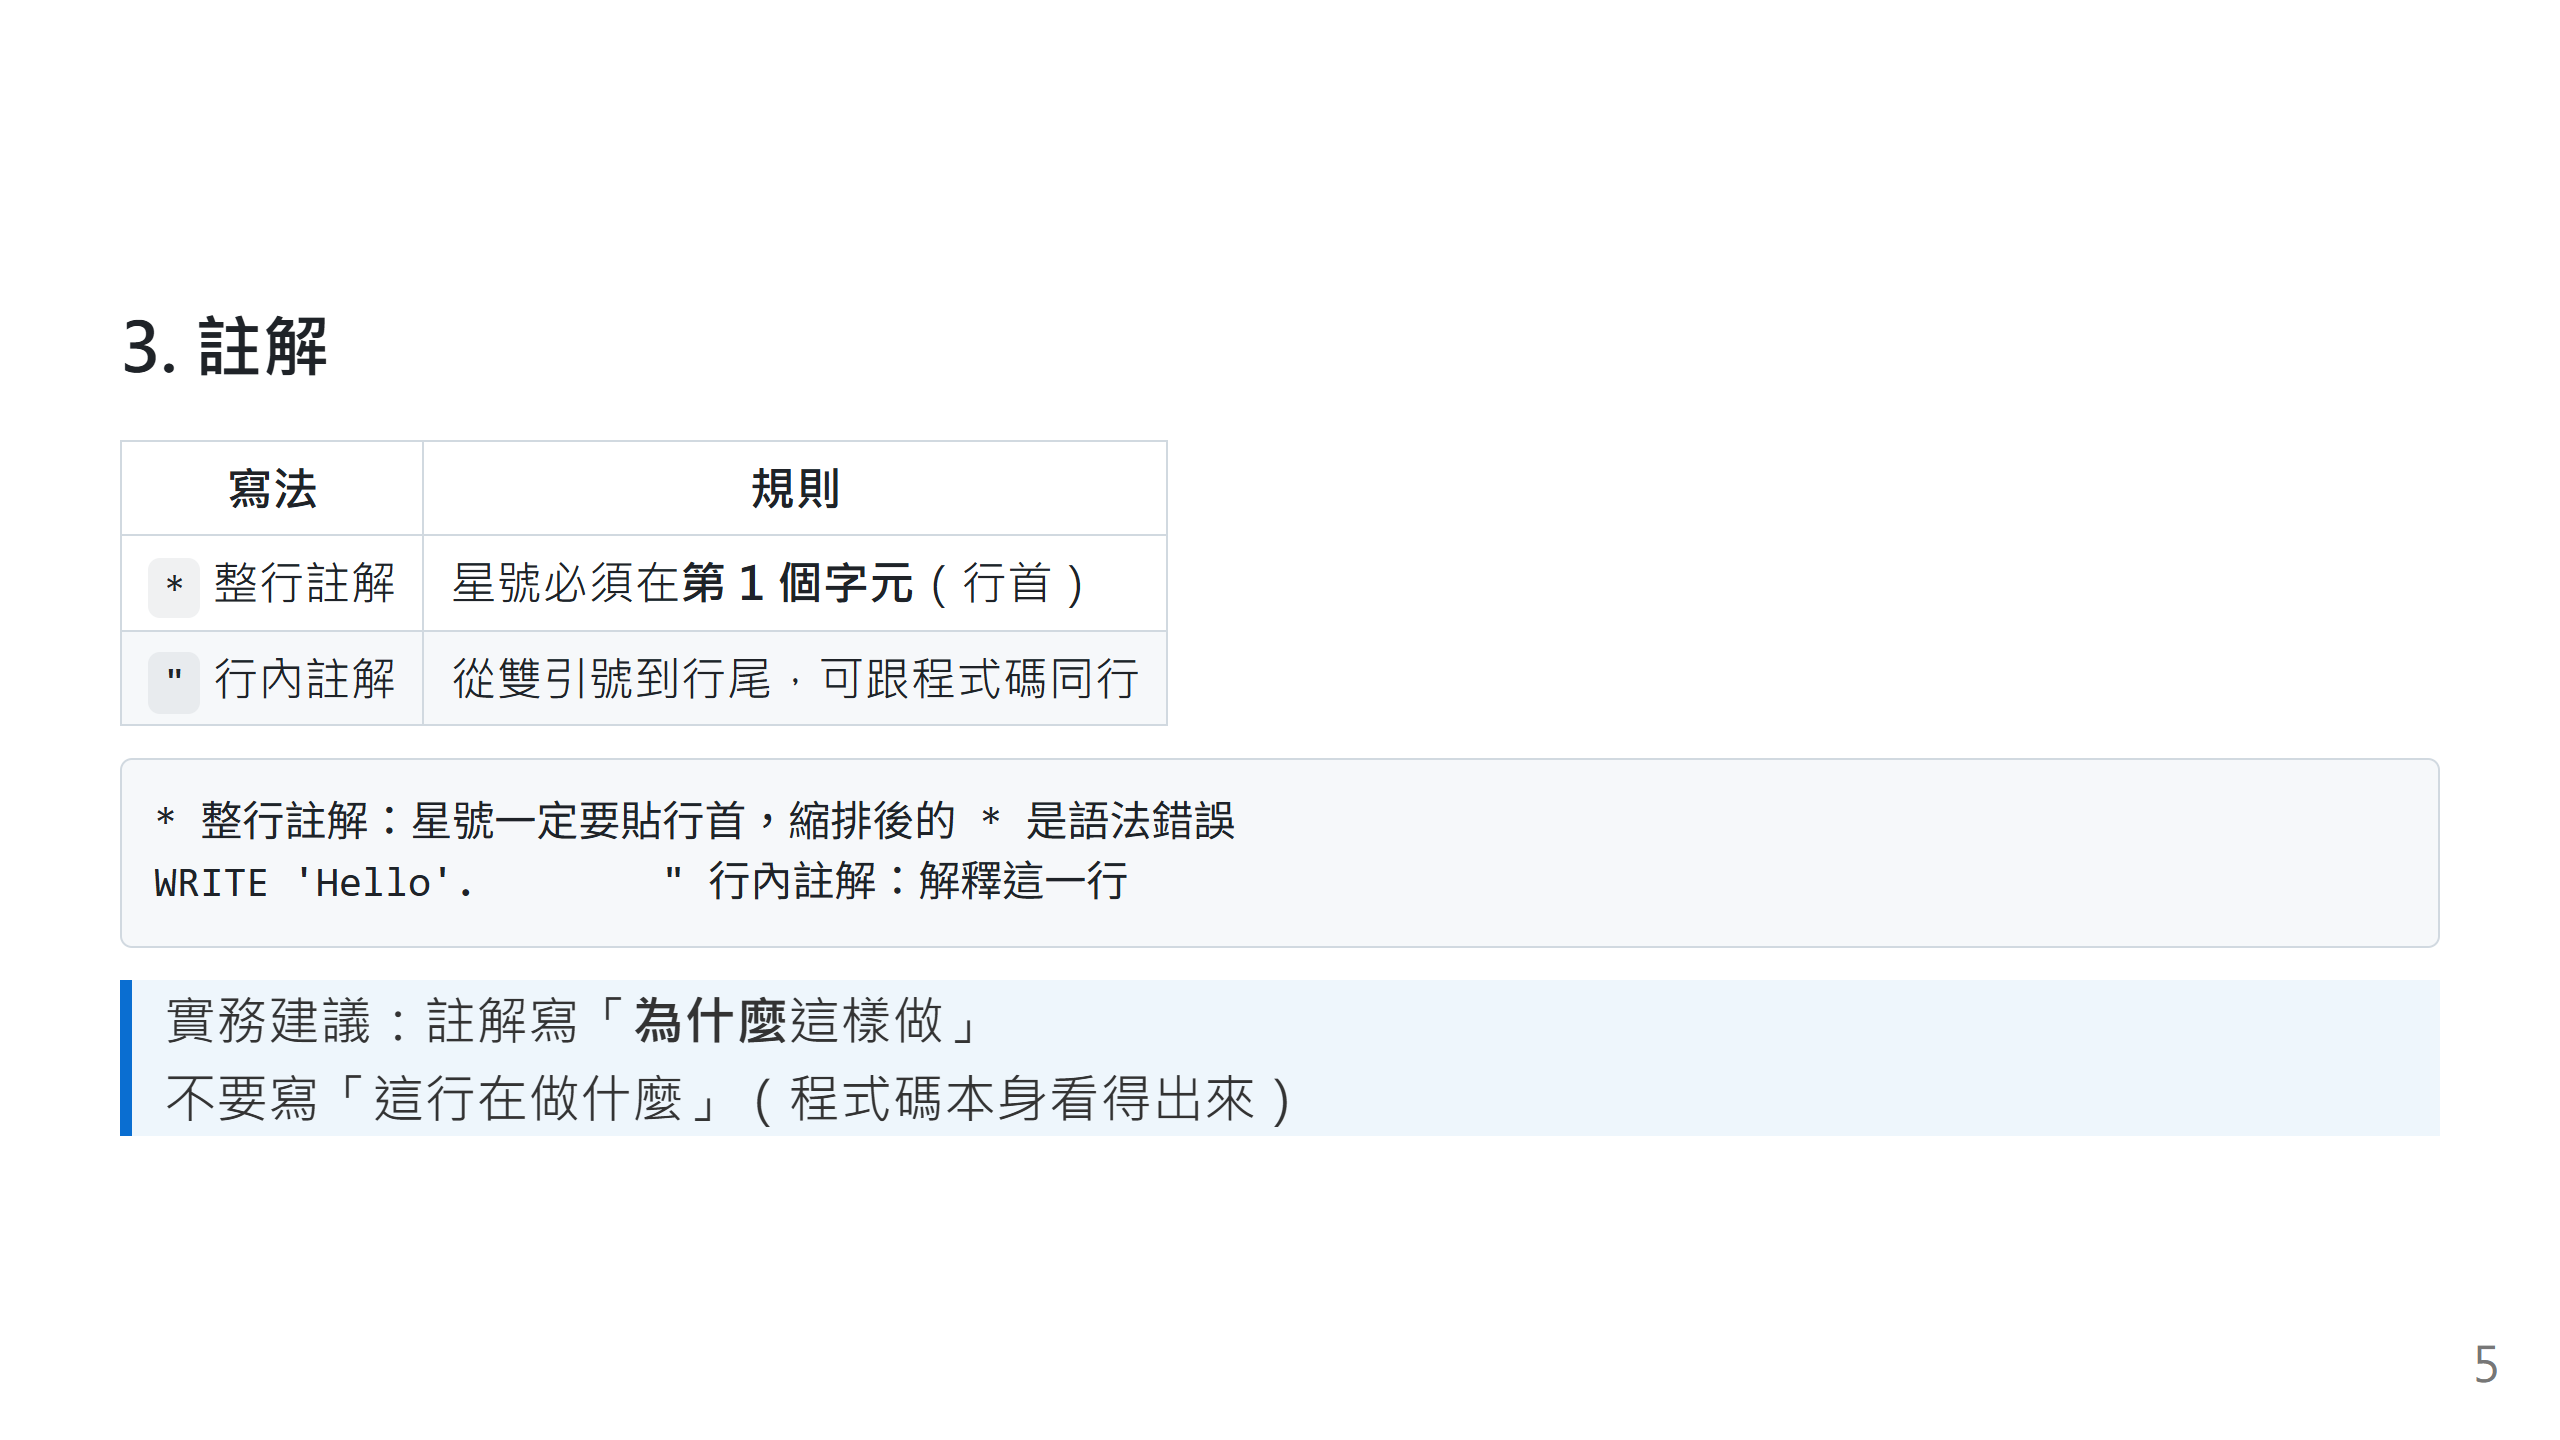 3. 註解
寫法 規則
* 整行註解 星號必須在第 1 個字元（行首）
" 行內註解 從雙引號到行尾，可跟程式碼同行
* 整行註解：星號一定要貼行首，縮排後的 * 是語法錯誤
WRITE 'Hello'.         " 行內註解：解釋這一行
實務建議：註解寫「為什麼這樣做」
不要寫「這行在做什麼」（程式碼本身看得出來）
5